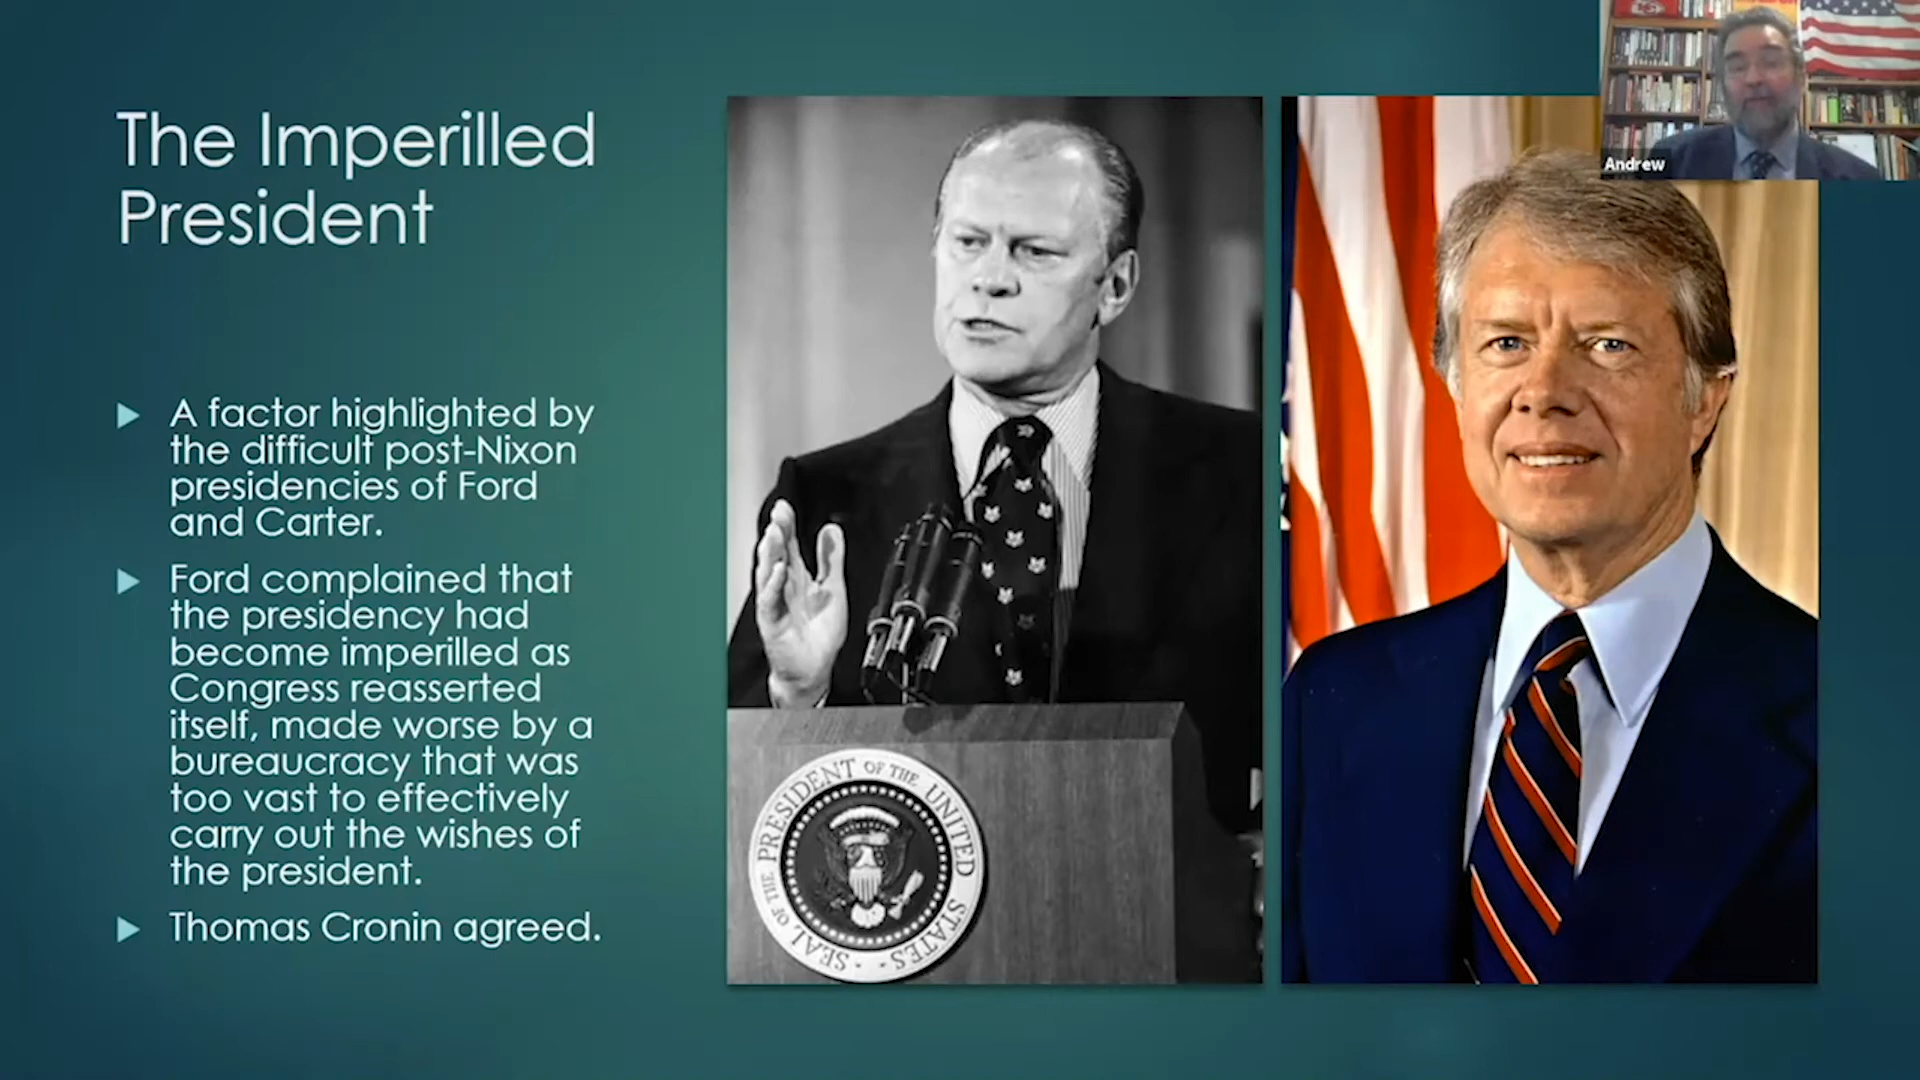 The Imperilled
President
A factor highlighted by
the difficult post-Nixon
presidencies of Ford
and Carter.
Ford complained that
the presidency had
become imperilled as
Congress reasserted
itself, made worse by a
bureaucracy that was
too vast to effectively
carry out the wishes of
the president.
Thomas Cronin agreed.
SEAL OF THE PRESIDENT OF THE UNITED STATES
Andrew